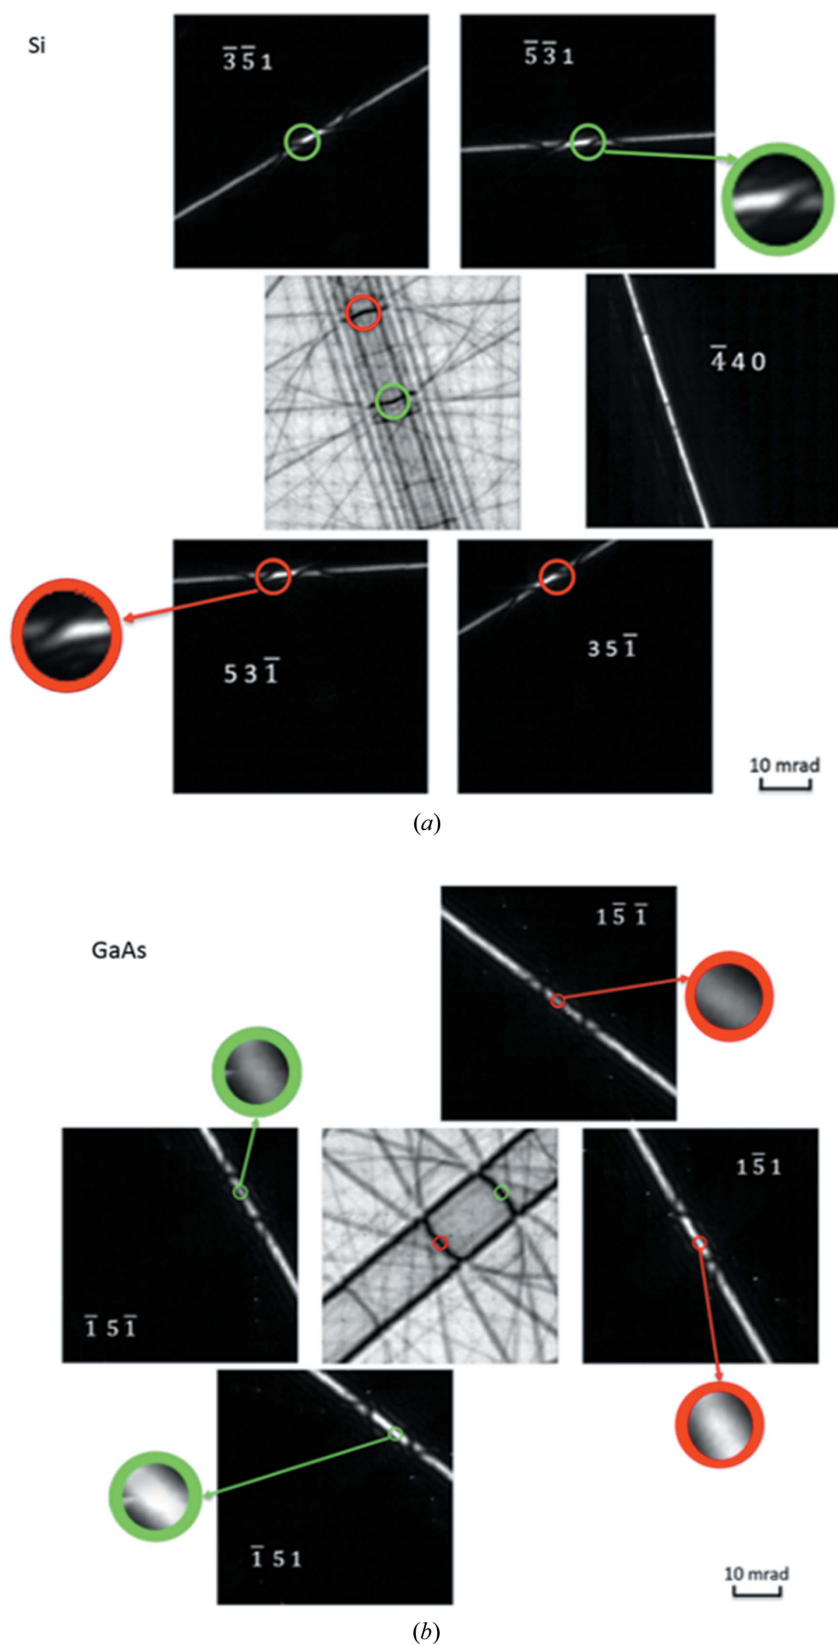 Si
3̅ 5̅ 1
5̅ 3̅ 1
4̅ 4 0
5 3 1̅
3 5 1̅
10 mrad
(a)
1 5̅ 1̅
GaAs
1 5̅ 1
1̅ 5 1̅
1̅ 5 1
10 mrad
(b)